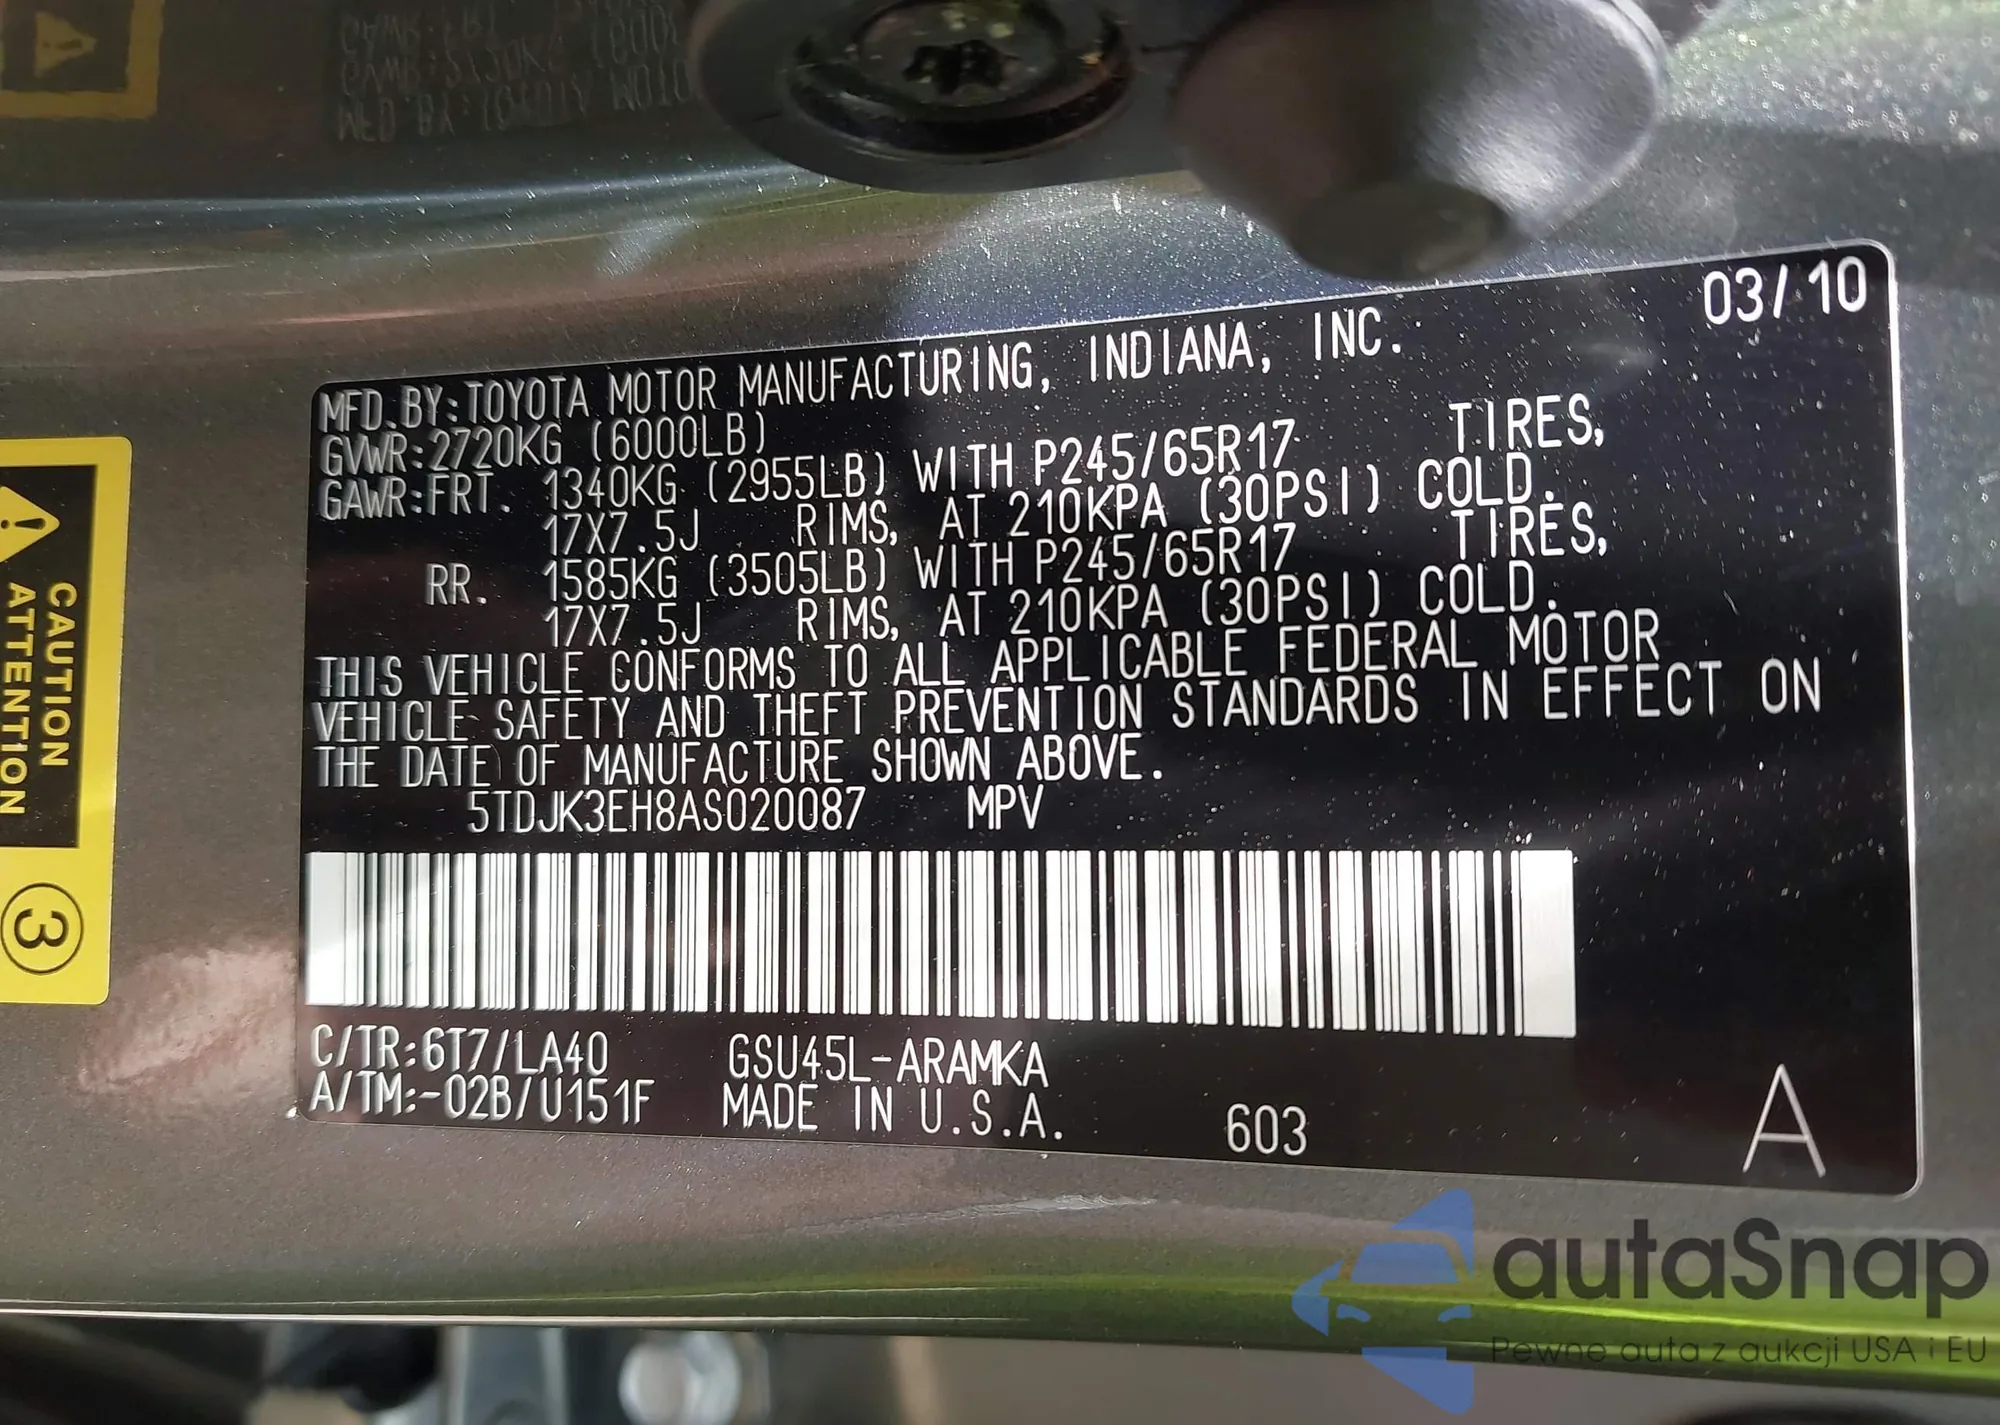 03/10
MFD.BY:TOYOTA MOTOR MANUFACTURING, INDIANA, INC.
GVWR:2720KG (6000LB)
GAWR:FRT. 1340KG (2955LB) WITH P245/65R17 TIRES,
17X7.5J RIMS, AT 210KPA (30PSI) COLD.
RR. 1585KG (3505LB) WITH P245/65R17 TIRES,
17X7.5J RIMS, AT 210KPA (30PSI) COLD.
THIS VEHICLE CONFORMS TO ALL APPLICABLE FEDERAL MOTOR
VEHICLE SAFETY AND THEFT PREVENTION STANDARDS IN EFFECT ON
THE DATE OF MANUFACTURE SHOWN ABOVE.
5TDJK3EH8AS020087 MPV
C/TR:6T7/LA40 GSU45L-ARAMKA
A/TM:-02B/U151F MADE IN U.S.A. 603 A
CAUTION
ATTENTION
3
autaSnap
Pewne auta z aukcji USA i EU